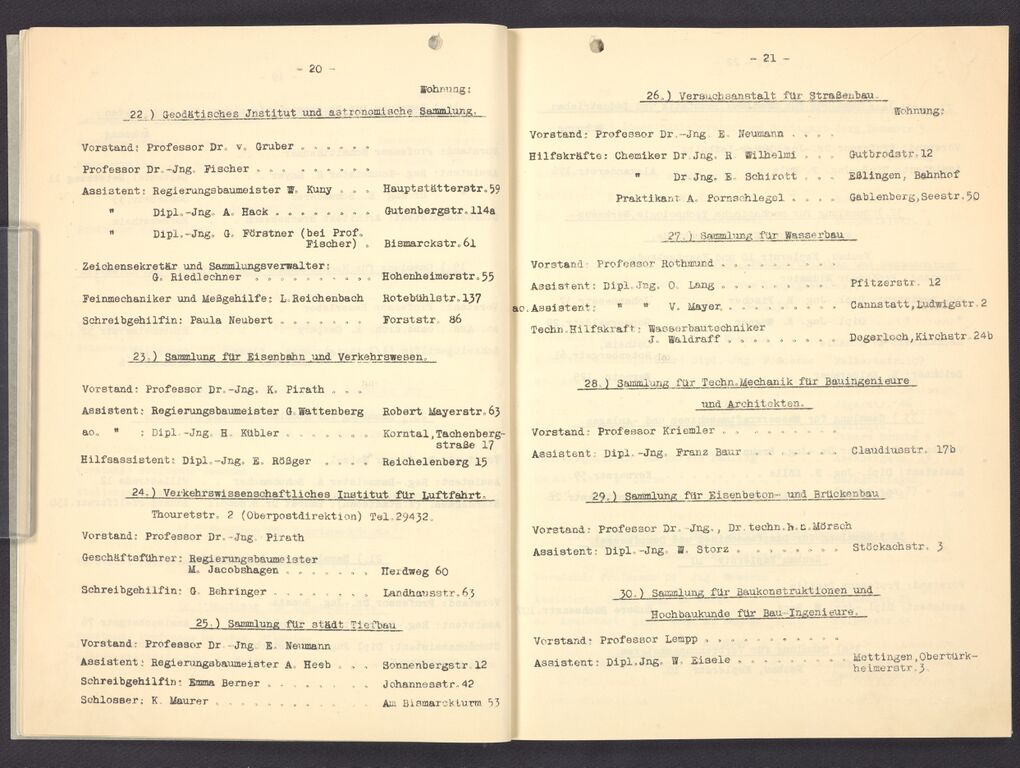 - 20 -
Wohnung:
22.) Geodätisches Jnstitut und astronomische Sammlung.
Vorstand: Professor Dr. v. Gruber . . . . . .
Professor Dr.-Jng. Fischer . . . . . . . . .
Assistent: Regierungsbaumeister W. Kuny . . . Hauptstätterstr.59
" Dipl.-Jng. A. Hack . . . . . . . . Gutenbergstr.114a
" Dipl.-Jng. G. Förstner (bei Prof.
Fischer) . Bismarckstr.61
Zeichensekretär und Sammlungsverwalter:
G. Riedlechner . . . . . . . . . . Hohenheimerstr.55
Feinmechaniker und Meßgehilfe: L.Reichenbach Rotebühlstr.137
Schreibgehilfin: Paula Neubert . . . . Forststr. 86
23.) Sammlung für Eisenbahn und Verkehrswesen.
Vorstand: Professor Dr.-Jng. K. Pirath . . .
Assistent: Regierungsbaumeister G.Wattenberg Robert Mayerstr.63
ao. " : Dipl.-Jng. H. Kübler . . . . . . . Korntal,Tachenberg-
straße 17
Hilfsassistent: Dipl.-Jng. E. Rößger . . . . Reichelenberg 15
24.) Verkehrswissenschaftliches Institut für Luftfahrt.
Thouretstr. 2 (Oberpostdirektion) Tel.29432.
Vorstand: Professor Dr.-Jng. Pirath
Geschäftsführer: Regierungsbaumeister
M. Jacobshagen . . . . . . . Herdweg 60
Schreibgehilfin: G. Behringer . . . . . . . Landhausstr.63
25.) Sammlung für städt Tiefbau
Vorstand: Professor Dr-Jng. E. Neumann
Assistent: Regierungsbaumeister A. Heeb . . . Sonnenbergstr.12
Schreibgehilfin: Emma Berner . . . . . . . . Johannesstr.42
Schlosser: K. Maurer . . . . . . . . . . . . Am Bismarckturm 53
- 21 -
26.) Versuchsanstalt für Straßenbau.
Wohnung:
Vorstand: Professor Dr.-Jng. E. Neumann . . . .
Hilfskräfte: Chemiker Dr.Jng. R. Wilhelmi . . . Gutbrodstr.12
" Dr.Jng. E. Schirott . . . Eßlingen, Bahnhof
Praktikant A. Pornschlegel . . . Gablenberg,Seestr.50
27.) Sammlung für Wasserbau
Vorstand: Professor Rothmund . . . . . . . . .
Assistent: Dipl.Jng. O. Lang . . . . . . . . Pfitzerstr. 12
ao.Assistent: " " V. Mayer. . . . . . . . Cannstatt,Ludwigstr.2
Techn.Hilfskraft: Wasserbautechniker
J. Waldraff . . . . . . . . Degerloch,Kirchstr.24b
28.) Sammlung für Techn.Mechanik für Bauingenieure
und Architekten.
Vorstand: Professor Kriemler . . . . . . . . .
Assistent: Dipl.-Jng. Franz Baur . . . . . . Claudiusstr. 17b
29.) Sammlung für Eisenbeton- und Brückenbau
Vorstand: Professor Dr.-Jng., Dr.techn.h.c.Mörsch
Assistent: Dipl.-Jng. W. Storz . . . . . . . . Stöckachstr. 3
30.) Sammlung für Baukonstruktionen und
Hochbaukunde für Bau-Ingenieure.
Vorstand: Professor Lempp . . . . . . . . . . .
Assistent: Dipl.Jng. W. Eisele . . . . . . . . Mettingen,Obertürk-
heimerstr.3